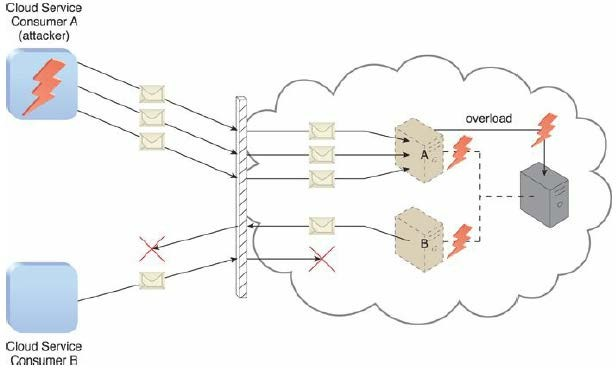 Cloud Service
Consumer A
(attacker)
overload
A
B
Cloud Service
Consumer B